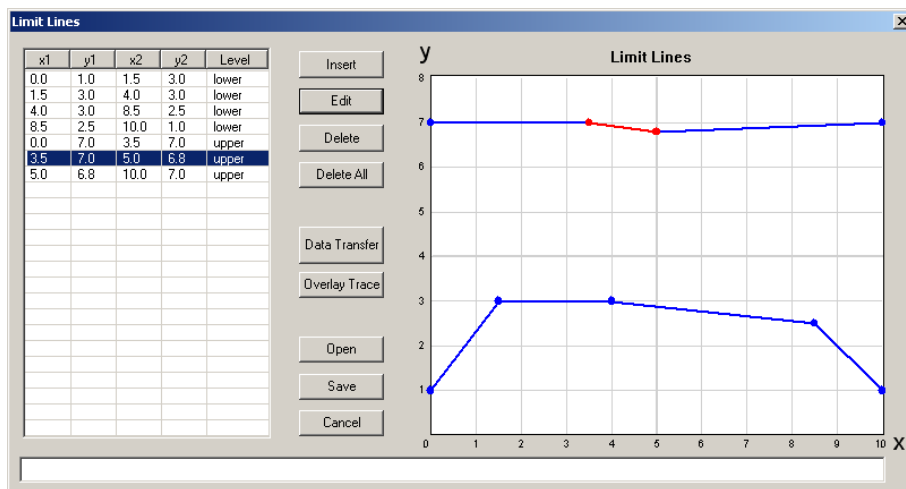 Limit Lines
x1 y1 x2 y2 Level
0.0 1.0 1.5 3.0 lower
1.5 3.0 4.0 3.0 lower
4.0 3.0 8.5 2.5 lower
8.5 2.5 10.0 1.0 lower
0.0 7.0 3.5 7.0 upper
3.5 7.0 5.0 6.8 upper
5.0 6.8 10.0 7.0 upper
Insert
Edit
Delete
Delete All
Data Transfer
Overlay Trace
Open
Save
Cancel
y
Limit Lines
8
7
6
5
4
3
2
1
0 1 2 3 4 5 6 7 8 9 10 X